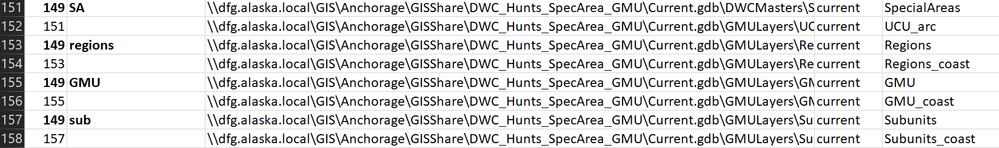 151 149 SA \\dfg.alaska.local\GIS\Anchorage\GISShare\DWC_Hunts_SpecArea_GMU\Current.gdb\DWCMasters\S current SpecialAreas
152 151 \\dfg.alaska.local\GIS\Anchorage\GISShare\DWC_Hunts_SpecArea_GMU\Current.gdb\GMULayers\UC current UCU_arc
153 149 regions \\dfg.alaska.local\GIS\Anchorage\GISShare\DWC_Hunts_SpecArea_GMU\Current.gdb\GMULayers\Re current Regions
154 153 \\dfg.alaska.local\GIS\Anchorage\GISShare\DWC_Hunts_SpecArea_GMU\Current.gdb\GMULayers\Re current Regions_coast
155 149 GMU \\dfg.alaska.local\GIS\Anchorage\GISShare\DWC_Hunts_SpecArea_GMU\Current.gdb\GMULayers\GM current GMU
156 155 \\dfg.alaska.local\GIS\Anchorage\GISShare\DWC_Hunts_SpecArea_GMU\Current.gdb\GMULayers\GM current GMU_coast
157 149 sub \\dfg.alaska.local\GIS\Anchorage\GISShare\DWC_Hunts_SpecArea_GMU\Current.gdb\GMULayers\Su current Subunits
158 157 \\dfg.alaska.local\GIS\Anchorage\GISShare\DWC_Hunts_SpecArea_GMU\Current.gdb\GMULayers\Su current Subunits_coast